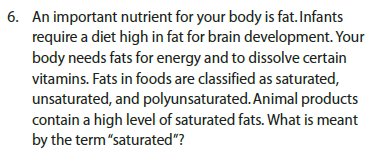 6. An important nutrient for your body is fat. Infants
require a diet high in fat for brain development. Your
body needs fats for energy and to dissolve certain
vitamins. Fats in foods are classified as saturated,
unsaturated, and polyunsaturated. Animal products
contain a high level of saturated fats. What is meant
by the term "saturated"?